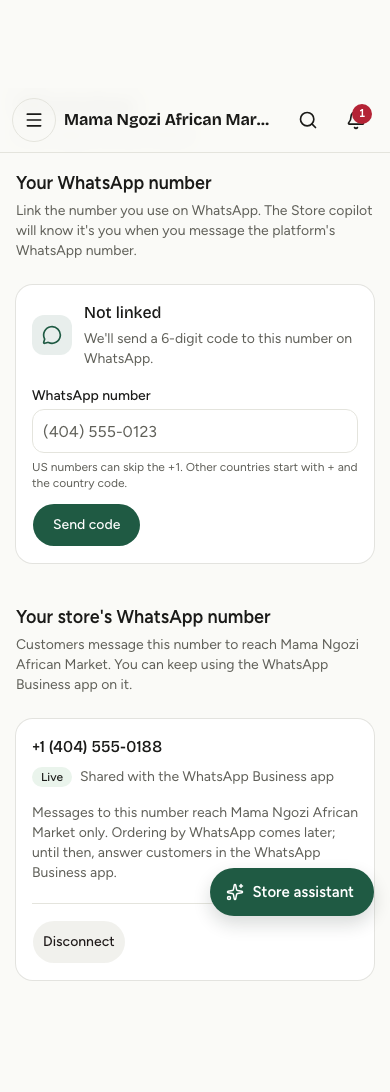 Mama Ngozi African Mar...
1
Your WhatsApp number
Link the number you use on WhatsApp. The Store copilot
will know it's you when you message the platform's
WhatsApp number.
Not linked
We'll send a 6-digit code to this number on
WhatsApp.
WhatsApp number
(404) 555-0123
US numbers can skip the +1. Other countries start with + and
the country code.
Send code
Your store's WhatsApp number
Customers message this number to reach Mama Ngozi
African Market. You can keep using the WhatsApp
Business app on it.
+1 (404) 555-0188
Live Shared with the WhatsApp Business app
Messages to this number reach Mama Ngozi African
Market only. Ordering by WhatsApp comes later;
until then, answer customers in the WhatsApp
Business app.
Store assistant
Disconnect